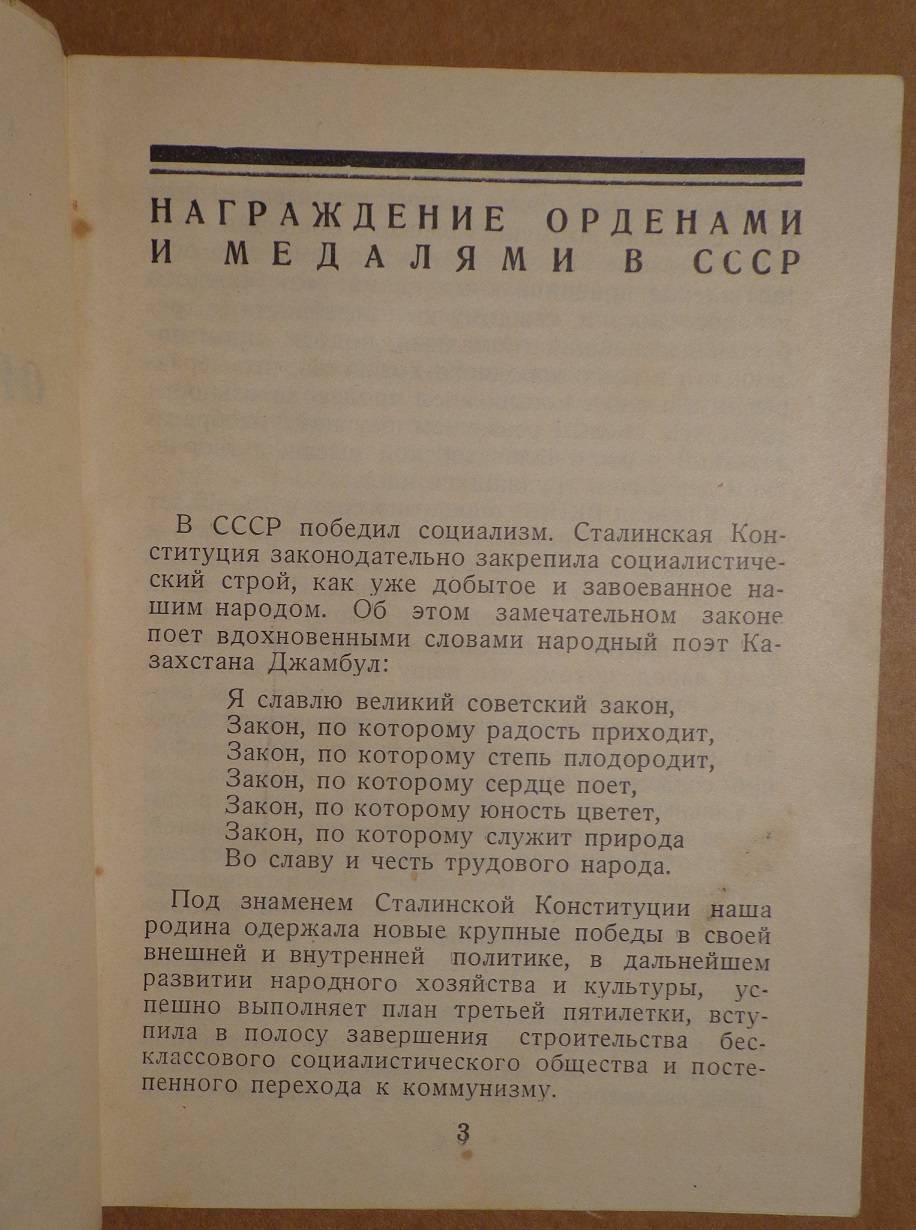 НАГРАЖДЕНИЕ ОРДЕНАМИ
И МЕДАЛЯМИ В СССР
В СССР победил социализм. Сталинская Кон-
ституция законодательно закрепила социалистиче-
ский строй, как уже добытое и завоеванное на-
шим народом. Об этом замечательном законе
поет вдохновенными словами народный поэт Ка-
захстана Джамбул:
Я славлю великий советский закон,
Закон, по которому радость приходит,
Закон, по которому степь плодородит,
Закон, по которому сердце поет,
Закон, по которому юность цветет,
Закон, по которому служит природа
Во славу и честь трудового народа.
Под знаменем Сталинской Конституции наша
родина одержала новые крупные победы в своей
внешней и внутренней политике, в дальнейшем
развитии народного хозяйства и культуры, ус-
пешно выполняет план третьей пятилетки, всту-
пила в полосу завершения строительства бес-
классового социалистического общества и посте-
пенного перехода к коммунизму.
3